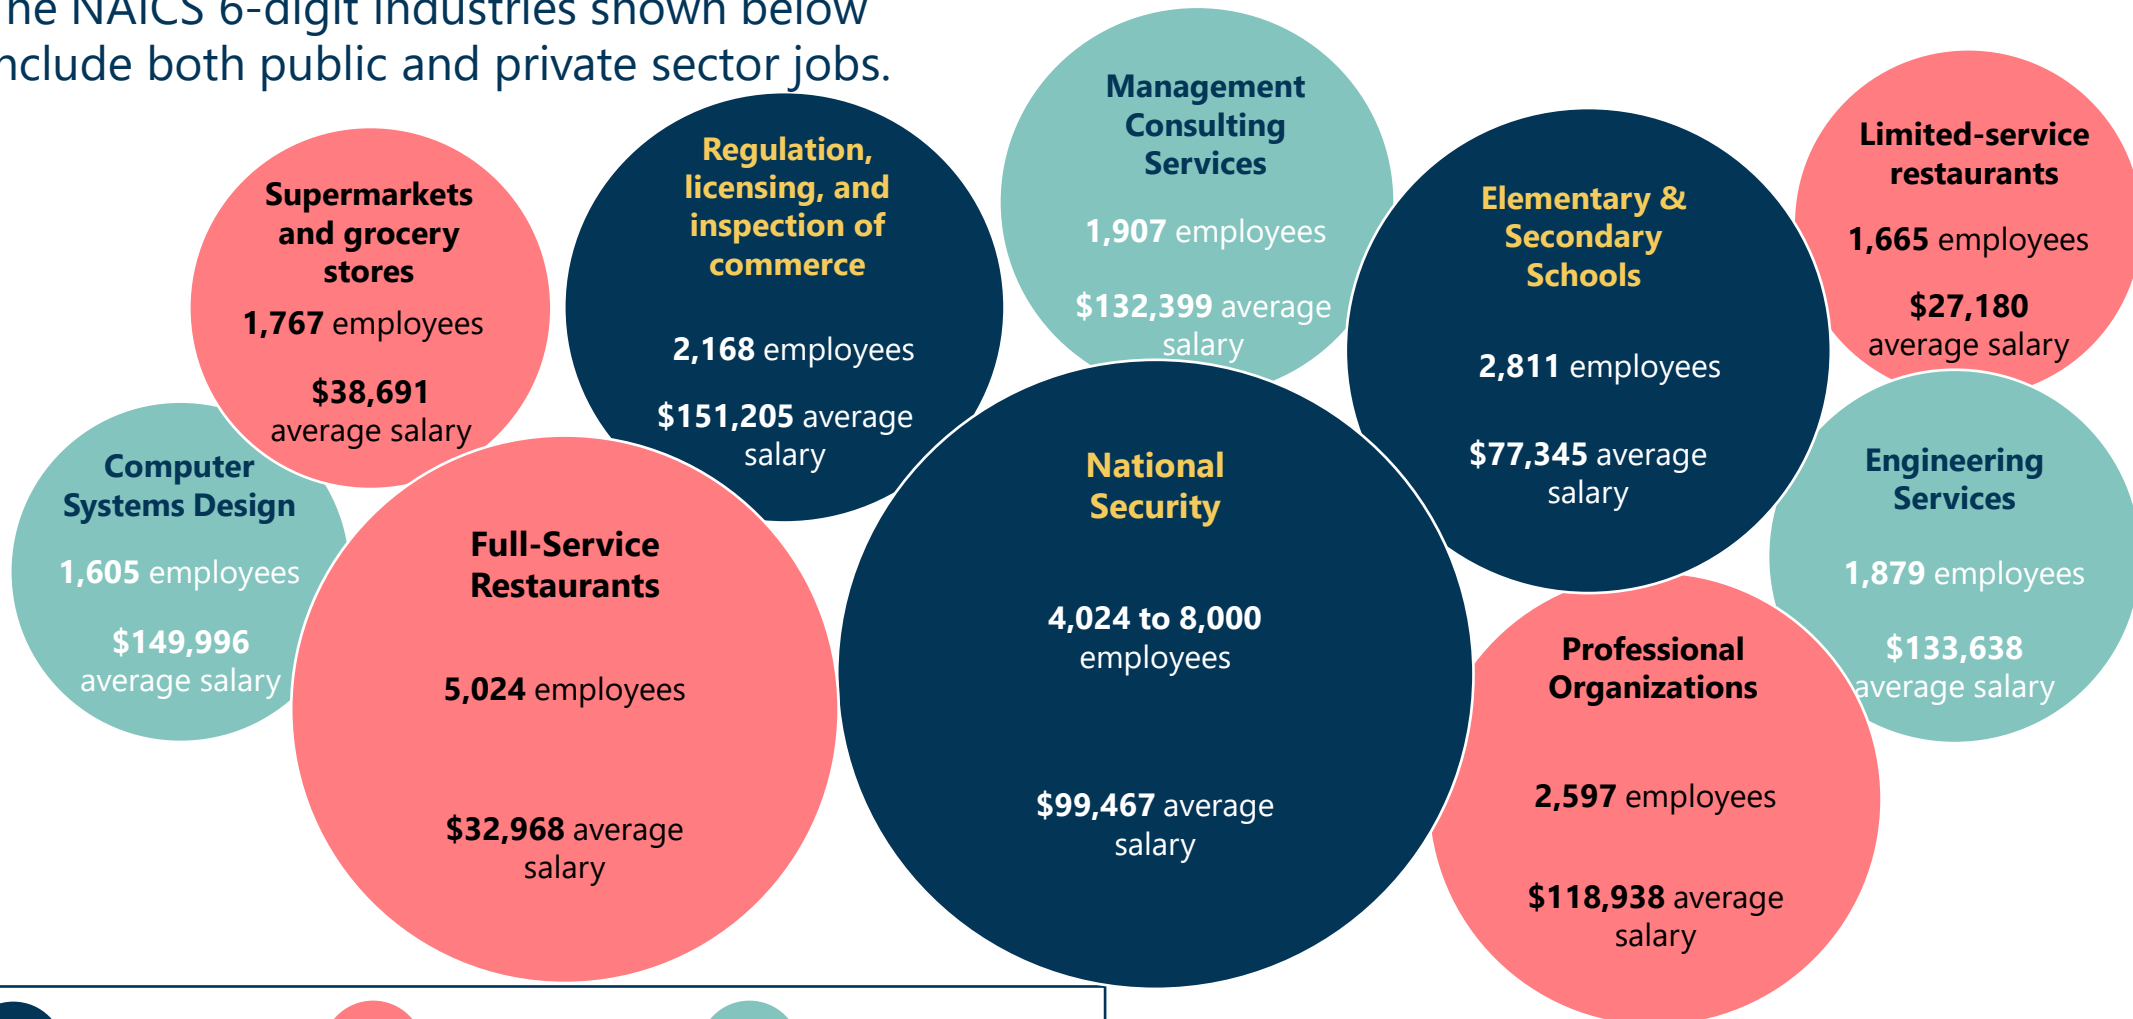 he NAICS 6-digit industries shown below
nclude both public and private sector jobs.
Supermarkets
and grocery
stores
1,767 employees
$38,691
average salary
Regulation,
licensing, and
inspection of
commerce
2,168 employees
$151,205 average
salary
Management
Consulting
Services
1,907 employees
$132,399 average
salary
Elementary &
Secondary
Schools
2,811 employees
$77,345 average
salary
Limited-service
restaurants
1,665 employees
$27,180
average salary
Computer
Systems Design
1,605 employees
$149,996
average salary
Full-Service
Restaurants
5,024 employees
$32,968 average
salary
National
Security
4,024 to 8,000
employees
$99,467 average
salary
Professional
Organizations
2,597 employees
$118,938 average
salary
Engineering
Services
1,879 employees
$133,638
average salary